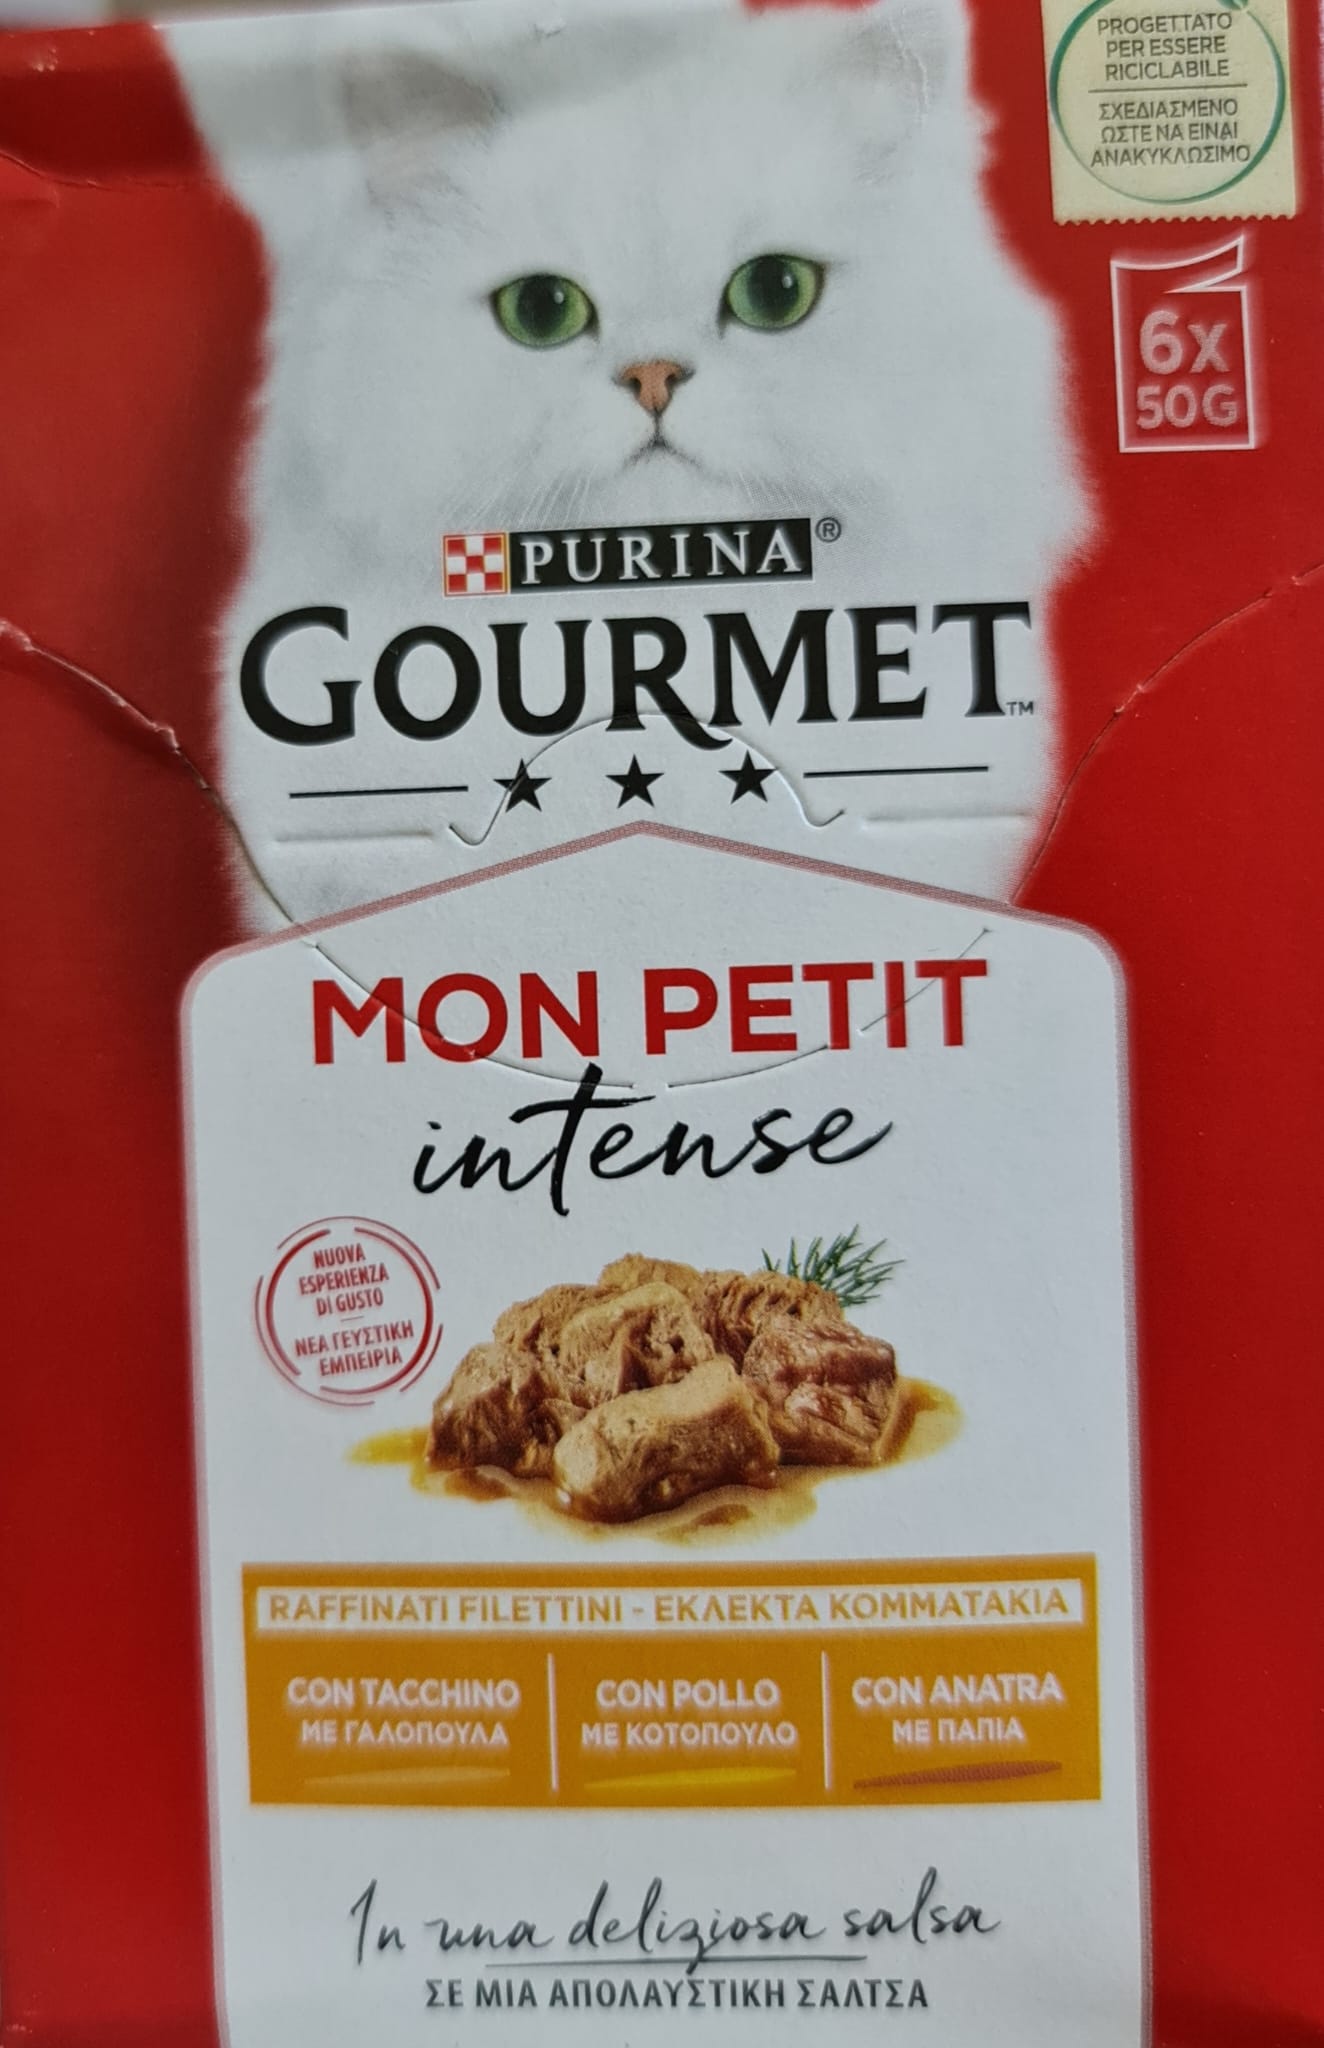 PROGETTATO
PER ESSERE
RICICLABILE
ΣΧΕΔΙΑΣΜΕΝΟ
ΩΣΤΕ ΝΑ ΕΙΝΑΙ
ΑΝΑΚΥΚΛΩΣΙΜΟ
6x
50G
PURINA®
GOURMET™
MON PETIT
intense
NUOVA
ESPERIENZA
DI GUSTO
ΝΕΑ ΓΕΥΣΤΙΚΗ
ΕΜΠΕΙΡΙΑ
RAFFINATI FILETTINI - ΕΚΛΕΚΤΑ ΚΟΜΜΑΤΑΚΙΑ
CON TACCHINO
ΜΕ ΓΑΛΟΠΟΥΛΑ
CON POLLO
ΜΕ ΚΟΤΟΠΟΥΛΟ
CON ANATRA
ΜΕ ΠΑΠΙΑ
In una deliziosa salsa
ΣΕ ΜΙΑ ΑΠΟΛΑΥΣΤΙΚΗ ΣΑΛΤΣΑ